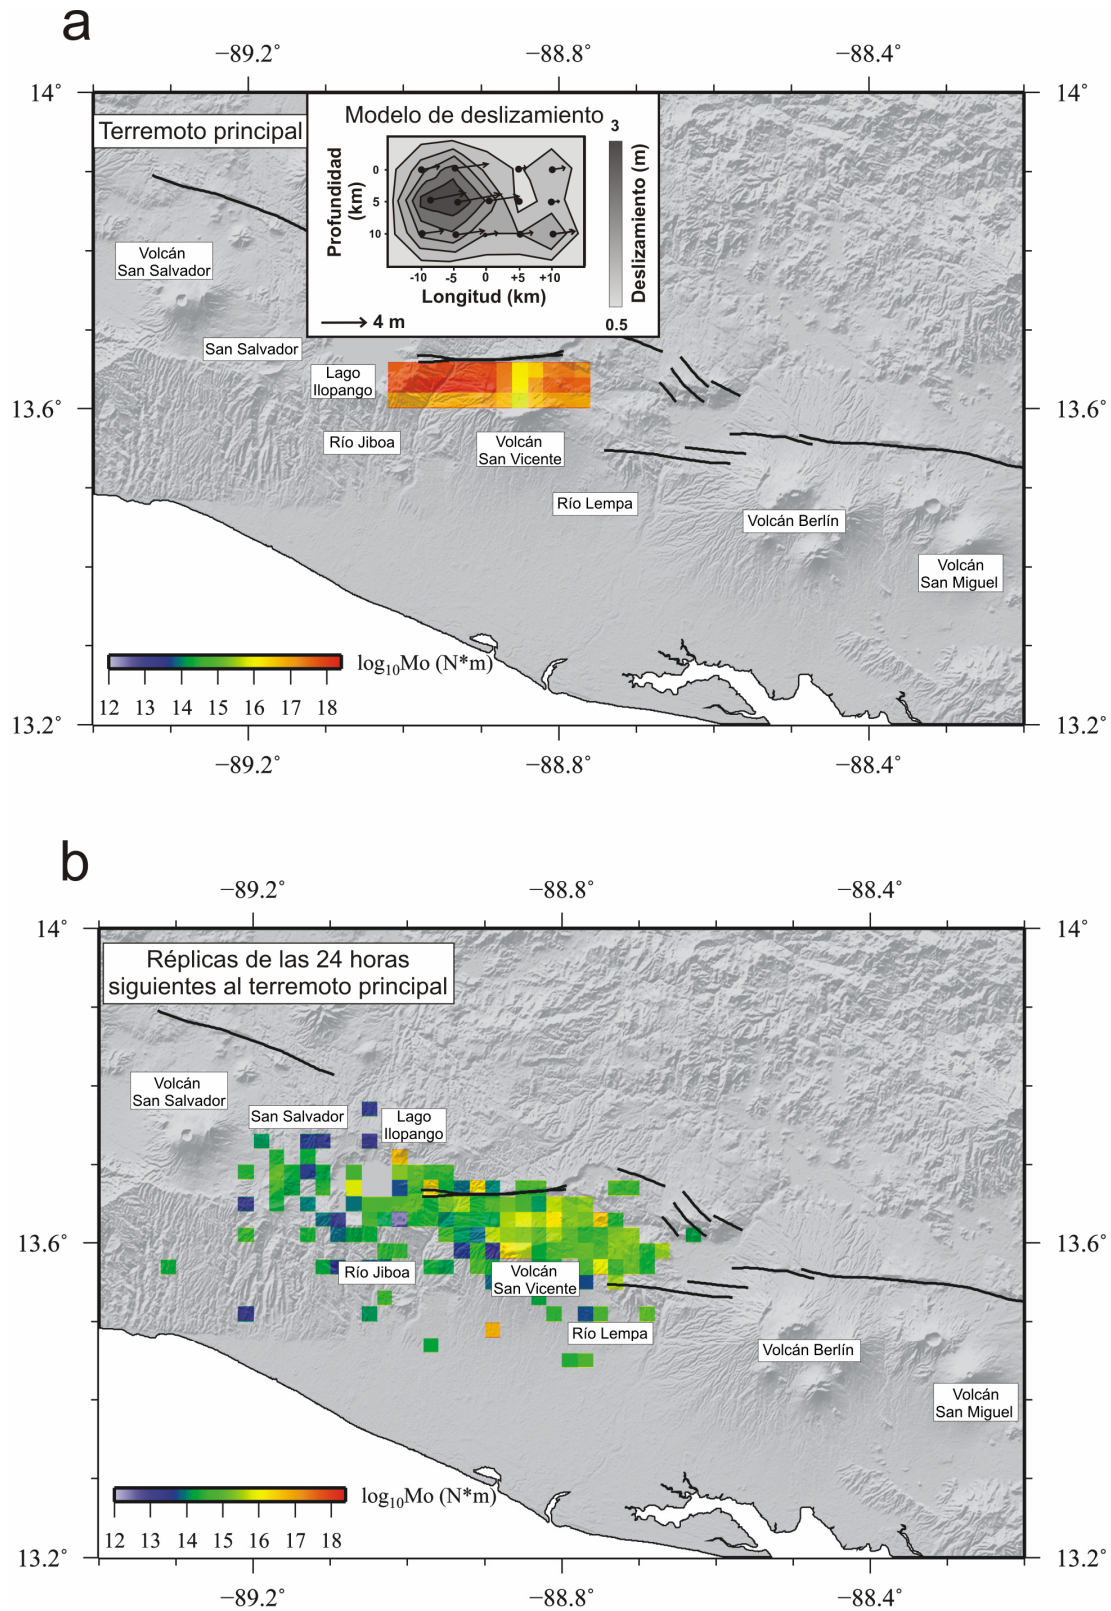 a
−89.2˚
−88.8˚
−88.4˚
14˚
14˚
Terremoto principal
Modelo de deslizamiento
3
Profundidad
(km)
0
5
10
-10
-5
0
+5
+10
Longitud (km)
4 m
Deslizamiento (m)
0.5
Volcán
San Salvador
San Salvador
Lago
Ilopango
13.6˚
13.6˚
Río Jiboa
Volcán
San Vicente
Río Lempa
Volcán Berlín
Volcán
San Miguel
log10Mo (N*m)
12 13 14 15 16 17 18
13.2˚
13.2˚
−89.2˚
−88.8˚
−88.4˚
b
−89.2˚
−88.8˚
−88.4˚
14˚
14˚
Réplicas de las 24 horas
siguientes al terremoto principal
Volcán
San Salvador
San Salvador
Lago
Ilopango
13.6˚
13.6˚
Río Jiboa
Volcán
San Vicente
Río Lempa
Volcán Berlín
Volcán
San Miguel
log10Mo (N*m)
12 13 14 15 16 17 18
13.2˚
13.2˚
−89.2˚
−88.8˚
−88.4˚